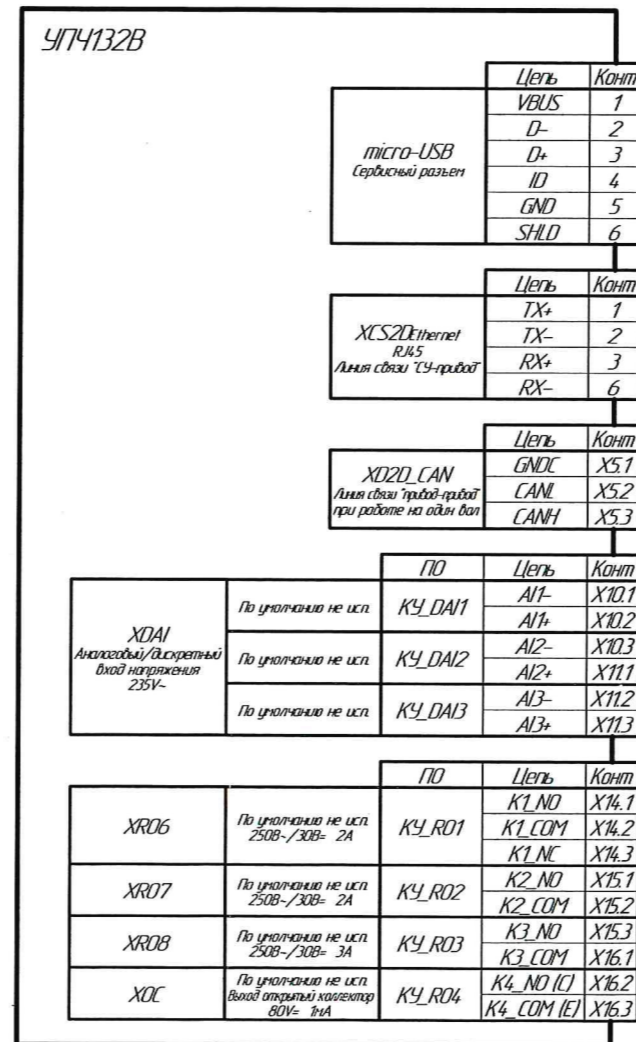 УПЧ132В
Цепь Конт
micro-USB
Сервисный разъем
VBUS 1
D- 2
D+ 3
ID 4
GND 5
SHLD 6
Цепь Конт
XCS2DEthernet
RJ45
Линия связи "СУ-привод"
TX+ 1
TX- 2
RX+ 3
RX- 6
Цепь Конт
XD2D_CAN
Линия связи "привод-привод"
при работе на один вал
GNDC X5.1
CANL X5.2
CANH X5.3
ПО Цепь Конт
XDAI
Аналоговый/дискретный
вход напряжения
235V~
По умолчанию не исп. КУ_DAI1
AI1- X10.1
AI1+ X10.2
По умолчанию не исп. КУ_DAI2
AI2- X10.3
AI2+ X11.1
По умолчанию не исп. КУ_DAI3
AI3- X11.2
AI3+ X11.3
ПО Цепь Конт
XRO6
По умолчанию не исп.
250В~/30В= 2А
КУ_RO1
K1_NO X14.1
K1_COM X14.2
K1_NC X14.3
XRO7
По умолчанию не исп.
250В~/30В= 2А
КУ_RO2
K2_NO X15.1
K2_COM X15.2
XRO8
По умолчанию не исп.
250В~/30В= 3А
КУ_RO3
K3_NO X15.3
K3_COM X16.1
XOC
По умолчанию не исп.
Выход открытый коллектор
80V= 1mA
КУ_RO4
K4_NO (C) X16.2
K4_COM (E) X16.3